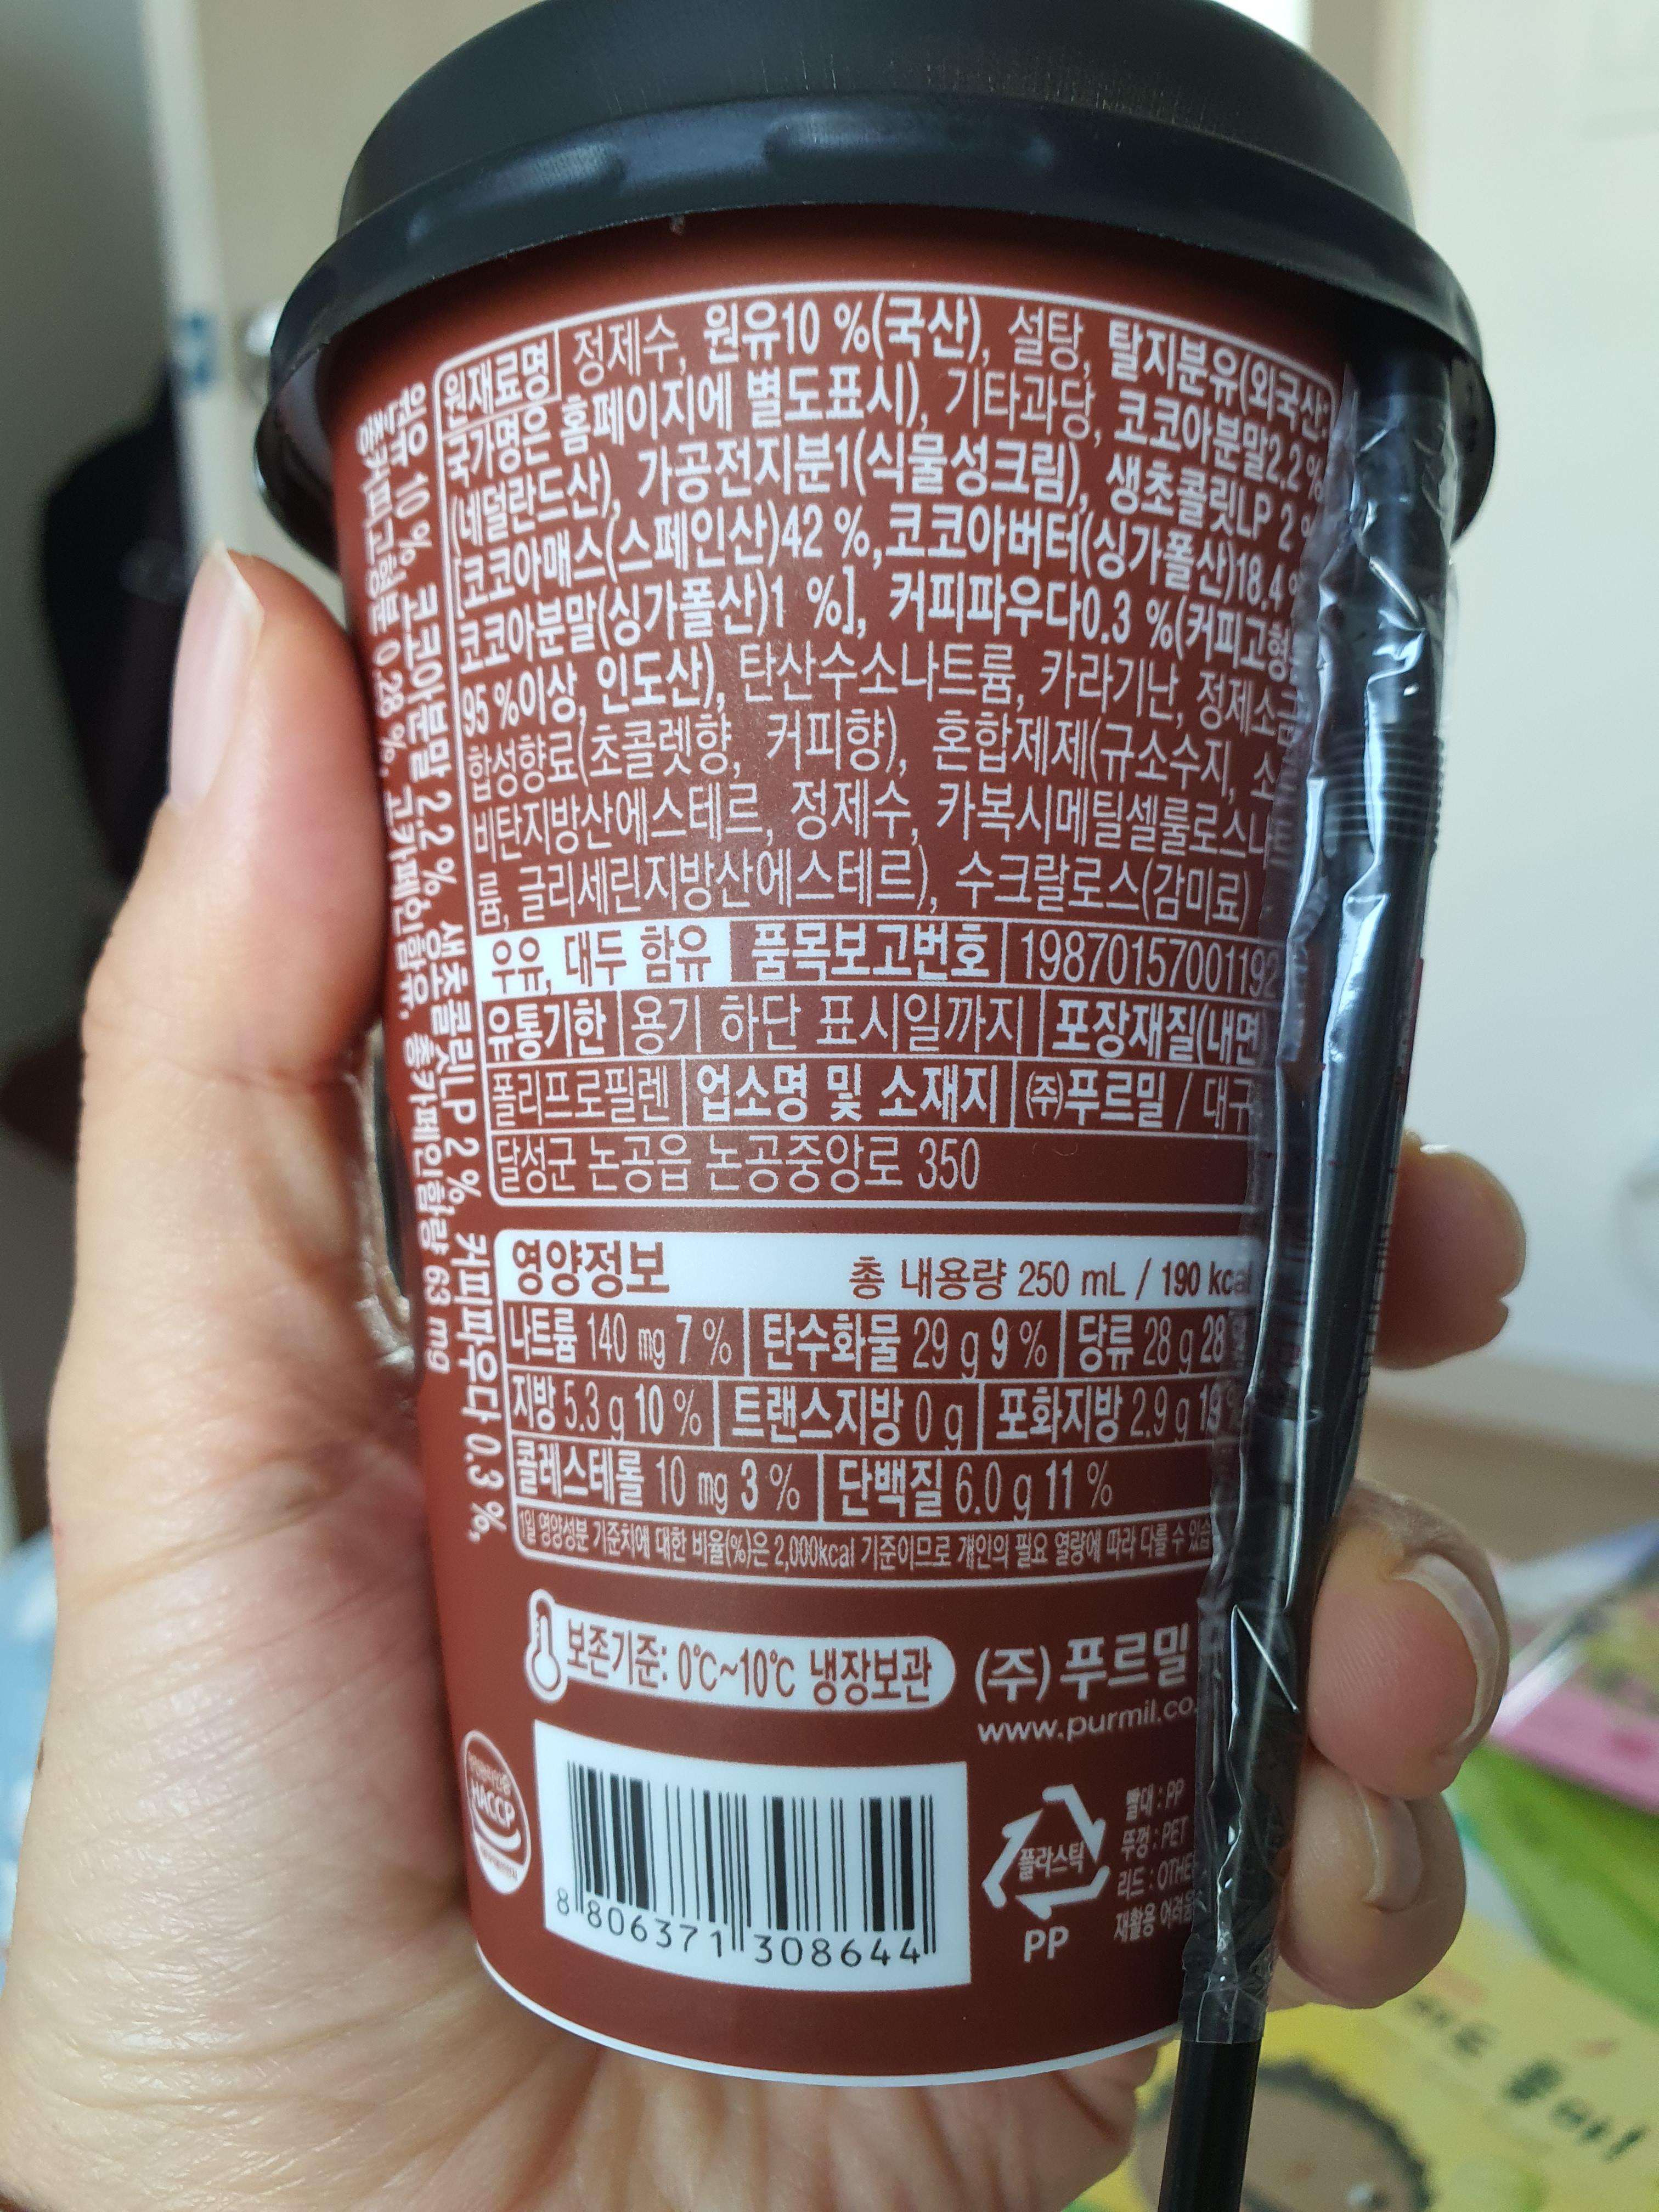 원재료명 정제수, 원유10 %(국산), 설탕, 탈지분유(외국산:
국가명은 홈페이지에 별도표시), 기타과당, 코코아분말2.2 %
(네덜란드산), 가공전지분1(식물성크림), 생초콜릿LP 2 %
[코코아매스(스페인산)42 %, 코코아버터(싱가폴산)18.4
코코아분말(싱가폴산)1 %], 커피파우다0.3 %(커피고형
95 %이상, 인도산), 탄산수소나트륨, 카라기난, 정제소금
합성향료(초콜렛향, 커피향), 혼합제제(규소수지, 소
비탄지방산에스테르, 정제수, 카복시메틸셀룰로스나
륨, 글리세린지방산에스테르), 수크랄로스(감미료)
우유, 대두 함유 품목보고번호 19870157001192
유통기한 용기 하단 표시일까지 포장재질(내면
폴리프로필렌 업소명 및 소재지 (주)푸르밀 / 대구
달성군 논공읍 논공중앙로 350
원유 10 %, 코코아분말 2.2 %, 생초콜릿LP 2 %, 커피파우다 0.3 %,
총커피고형분 0.28 %, 고카페인함유, 총카페인함량 63 mg
영양정보 총 내용량 250 mL / 190 kcal
나트륨 140 mg 7 % 탄수화물 29 g 9 % 당류 28 g 28
지방 5.3 g 10 % 트랜스지방 0 g 포화지방 2.9 g 19 %
콜레스테롤 10 mg 3 % 단백질 6.0 g 11 %
1일 영양성분 기준치에 대한 비율(%)은 2,000kcal 기준이므로 개인의 필요 열량에 따라 다를 수 있습
보존기준: 0℃~10℃ 냉장보관
(주) 푸르밀
www.purmil.co.
HACCP
8 806371 308644
플라스틱
PP
빨대 : PP
뚜껑 : PET
리드 : OTHER
재활용 어려움